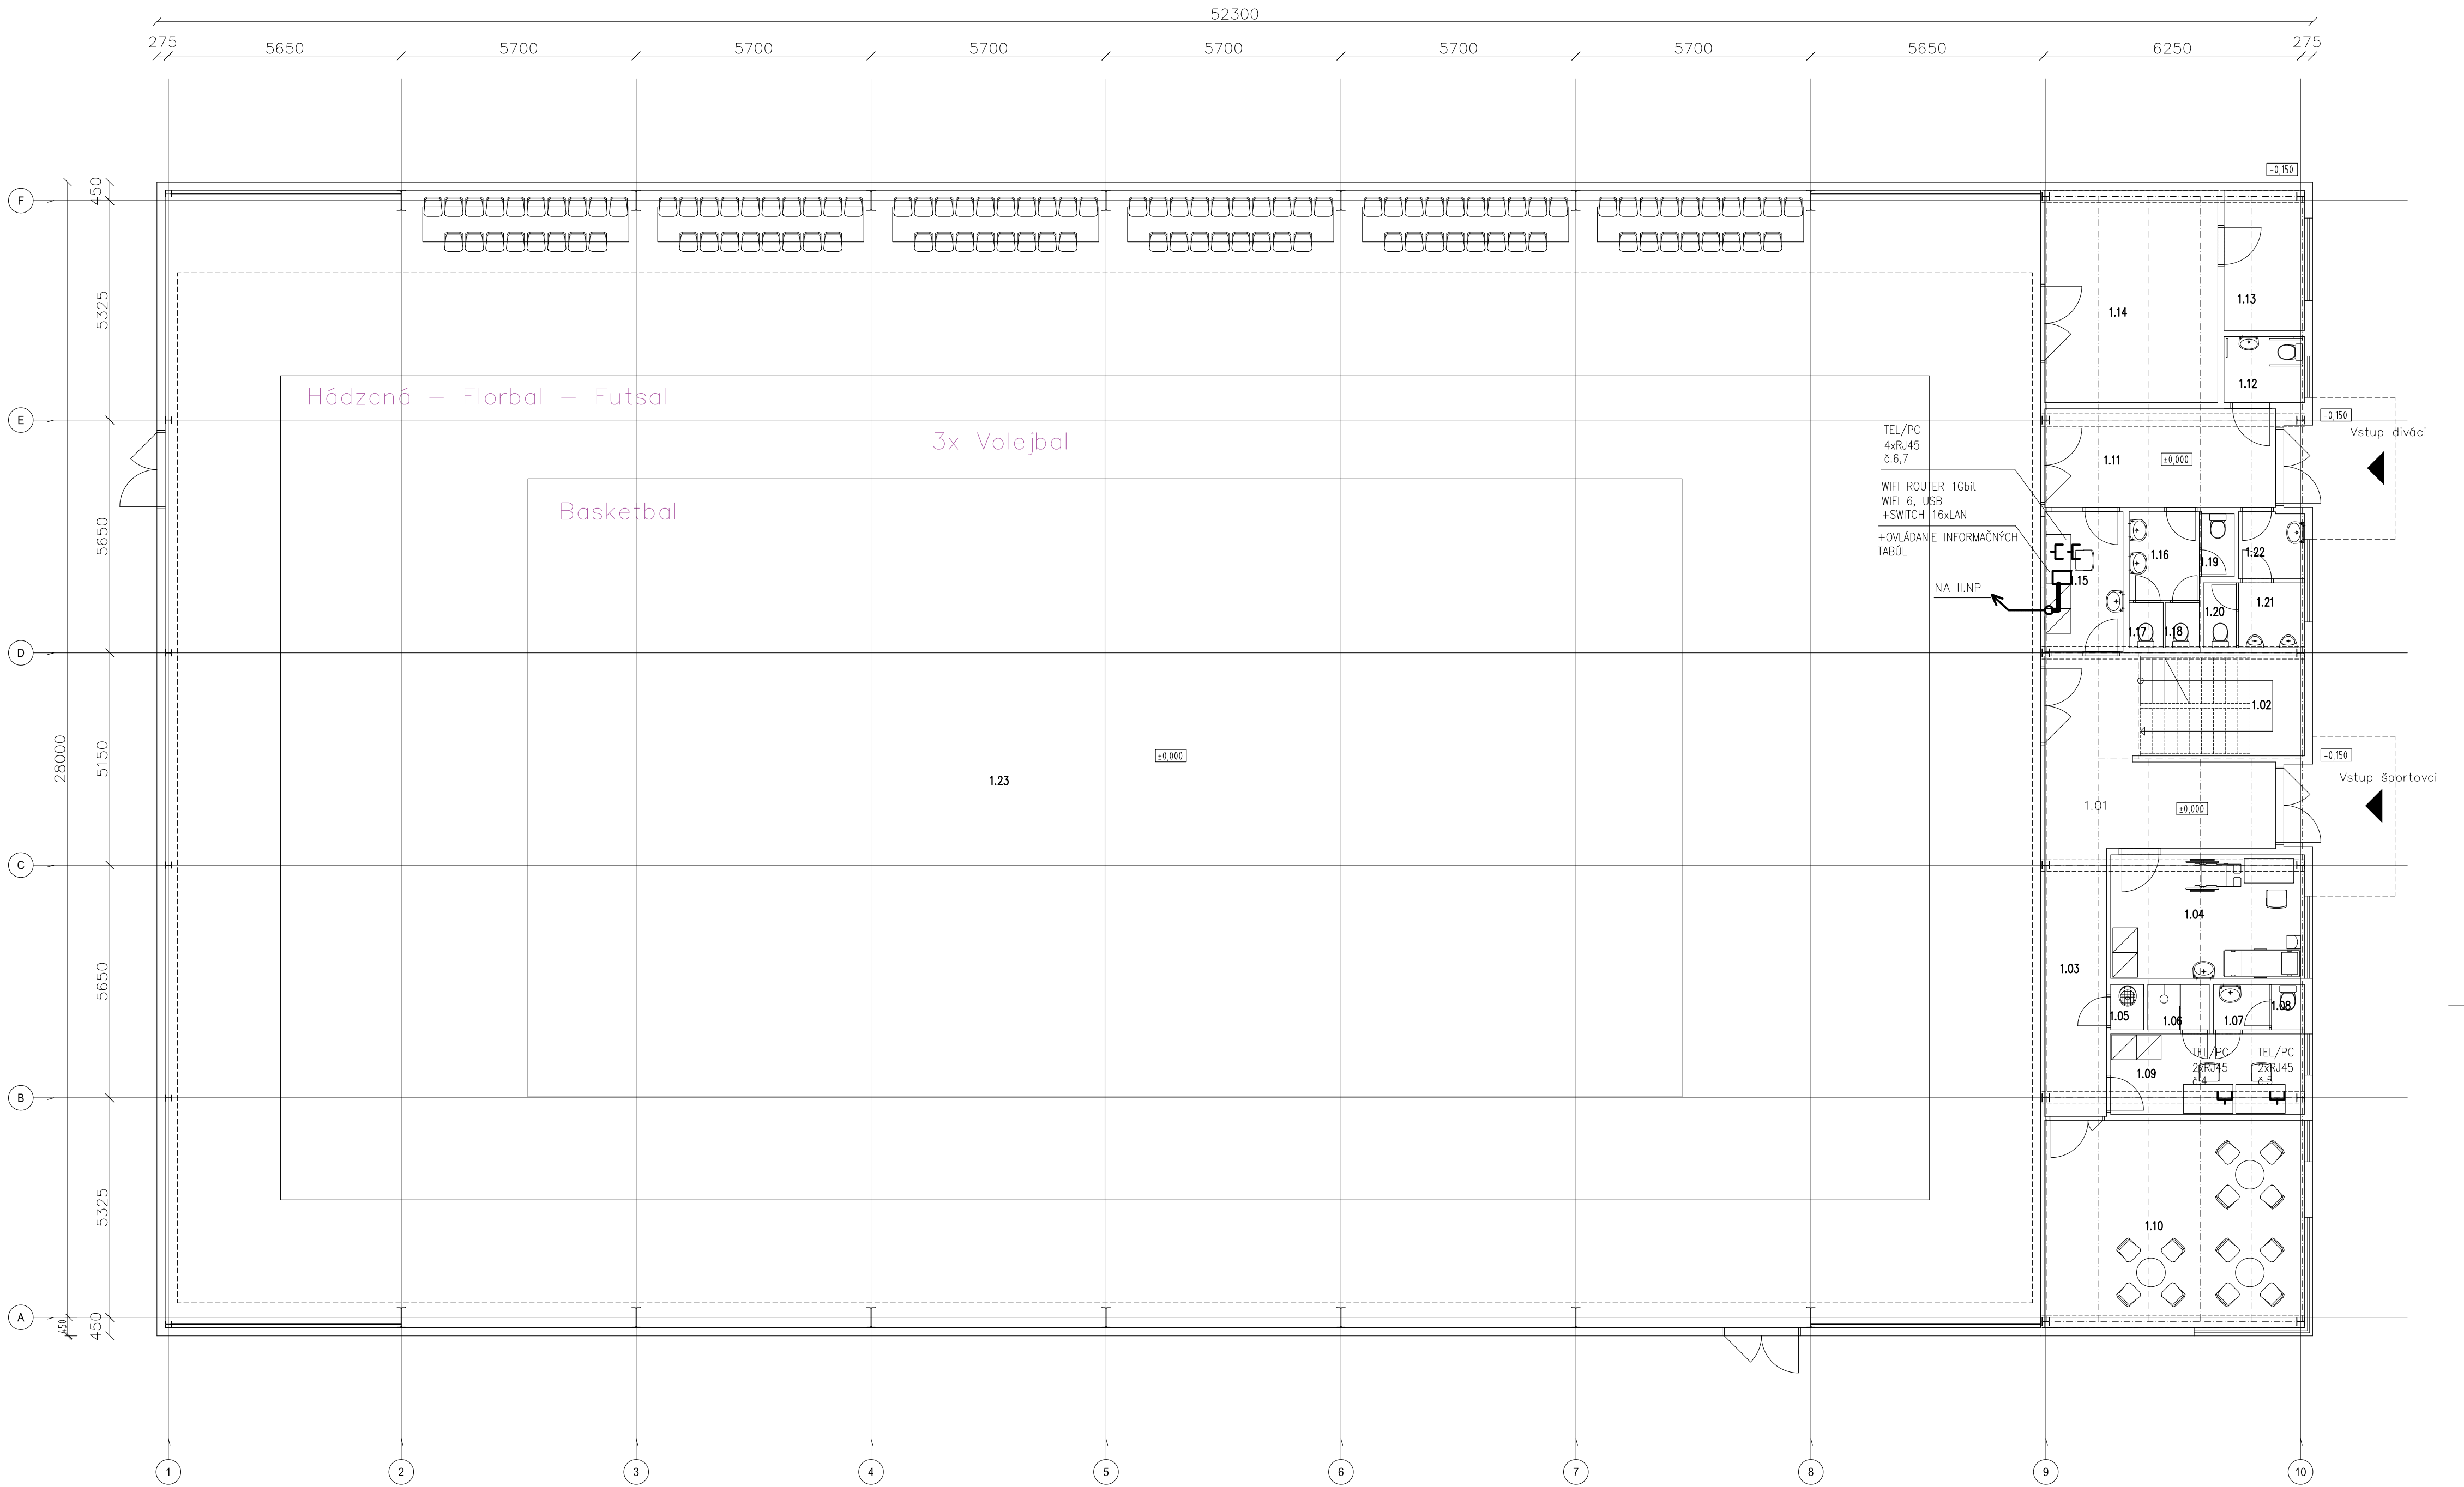 52300
275
5650
5700
5700
5700
5700
5700
5700
5650
6250
275
-0,150
F
450
5325
1.13
1.14
1.12
Hádzaná – Florbal – Futsal
E
-0,150
TEL/PC
4xRJ45
č.6,7
Vstup diváci
3x Volejbal
1.11
±0,000
WIFI ROUTER 1Gbit
WIFI 6, USB
+SWITCH 16xLAN
Basketbal
5650
+OVLÁDANIE INFORMAČNÝCH
TABÚL
1.16
1.19
1.22
1.15
NA II.NP
1.20
1.21
1.17
1.18
D
1.02
28000
5150
±0,000
-0,150
1.23
Vstup športovci
1.01
±0,000
C
1.04
5650
1.03
1.05
1.06
1.07
1.08
TEL/PC
2xRJ45
č.4
TEL/PC
2xRJ45
č.5
1.09
B
5325
1.10
A
450
450
1
2
3
4
5
6
7
8
9
10